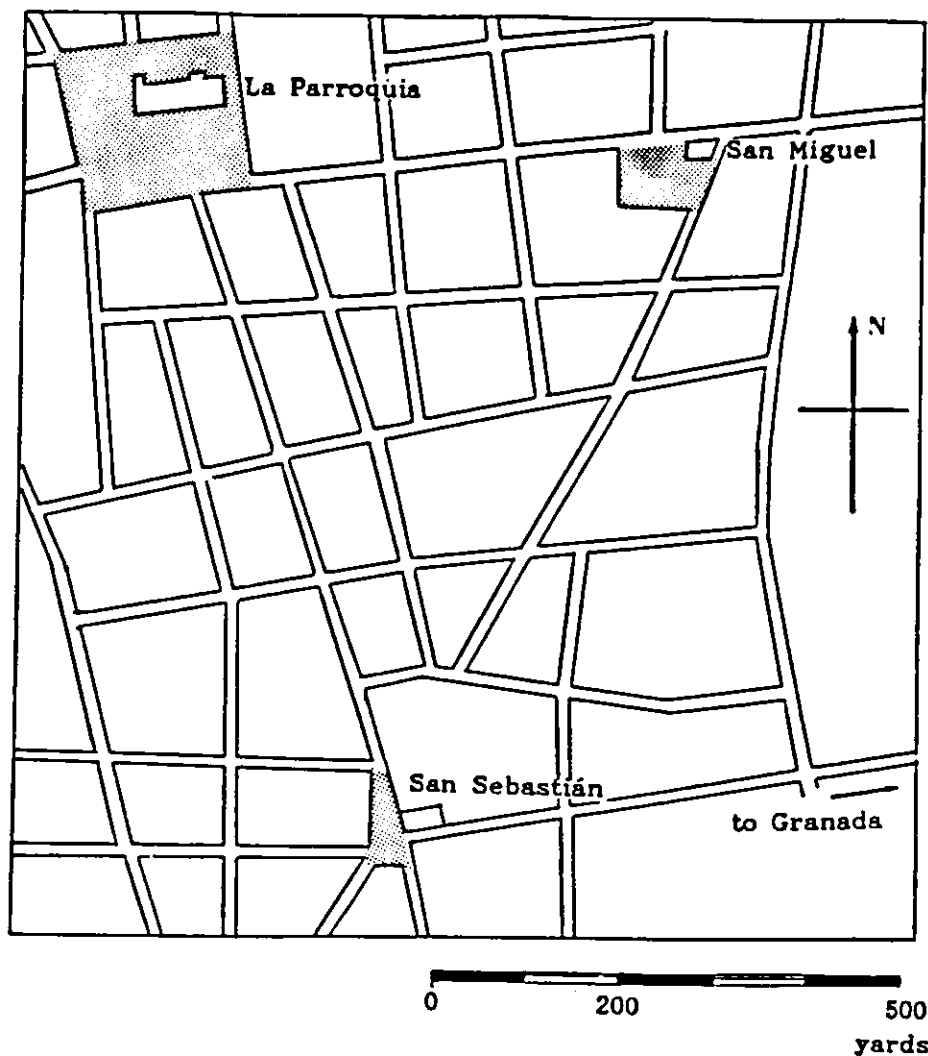 La Parroquia
San Miguel
N
San Sebastián
to Granada
0 200 500
yards